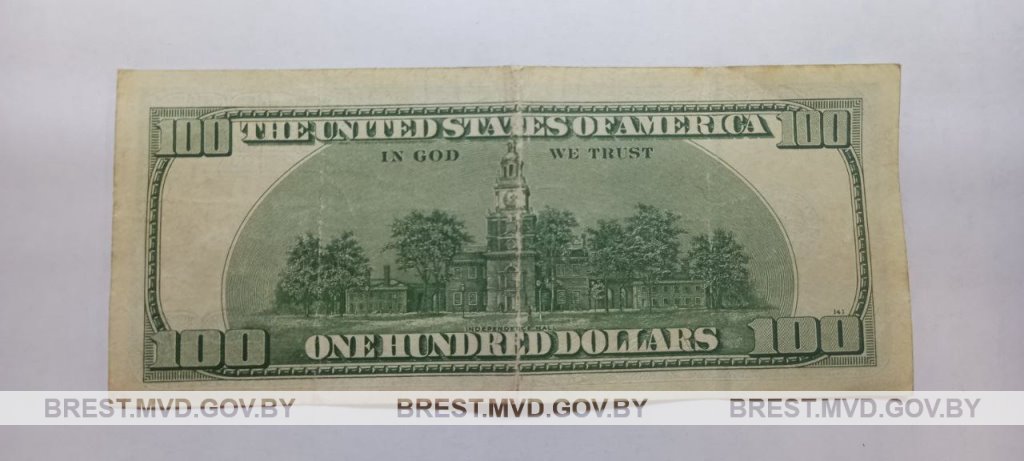 100 THE UNITED STATES OF AMERICA 100
IN GOD WE TRUST
INDEPENDENCE HALL
100 ONE HUNDRED DOLLARS 100
BREST.MVD.GOV.BY BREST.MVD.GOV.BY BREST.MVD.GOV.BY